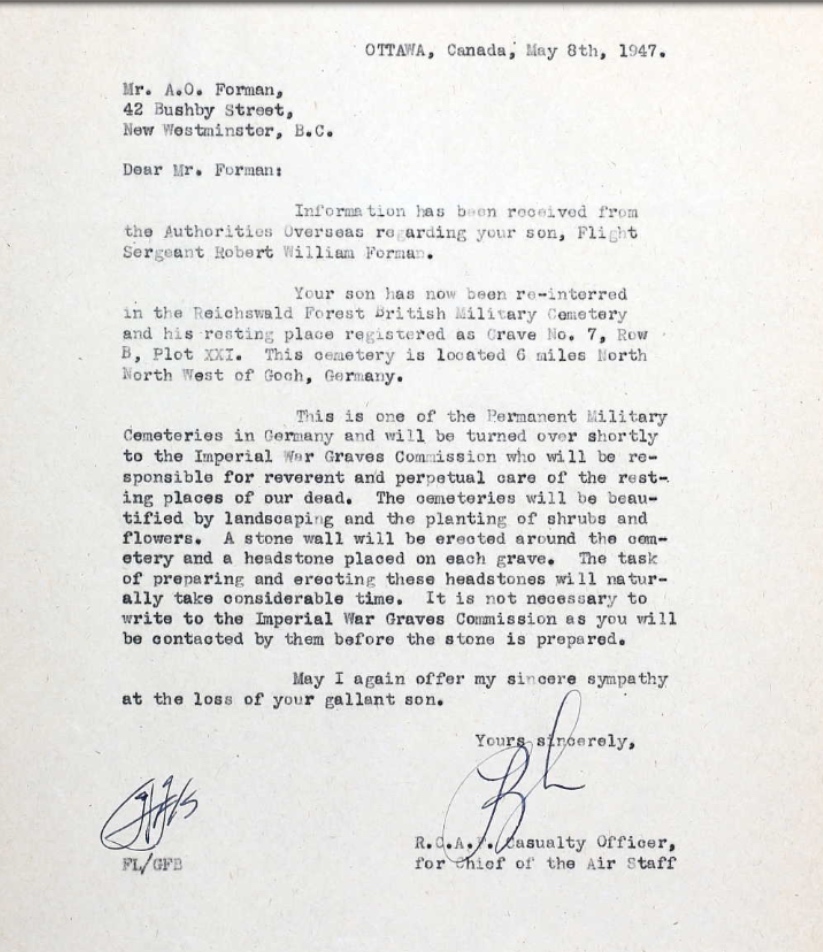 OTTAWA, Canada, May 8th, 1947.
Mr. A.O. Forman,
42 Bushby Street,
New Westminster, B.C.
Dear Mr. Forman:
Information has been received from
the Authorities Overseas regarding your son, Flight
Sergeant Robert William Forman.
Your son has now been re-interred
in the Reichswald Forest British Military Cemetery
and his resting place registered as Grave No. 7, Row
B, Plot XXI. This cemetery is located 6 miles North
North West of Goch, Germany.
This is one of the Permanent Military
Cemeteries in Germany and will be turned over shortly
to the Imperial War Graves Commission who will be re-
sponsible for reverent and perpetual care of the rest-
ing places of our dead. The cemeteries will be beau-
tified by landscaping and the planting of shrubs and
flowers. A stone wall will be erected around the cem-
etery and a headstone placed on each grave. The task
of preparing and erecting these headstones will natur-
ally take considerable time. It is not necessary to
write to the Imperial War Graves Commission as you will
be contacted by them before the stone is prepared.
May I again offer my sincere sympathy
at the loss of your gallant son.
Yours sincerely,
R.C.A.F. Casualty Officer,
for Chief of the Air Staff
FL/GFB